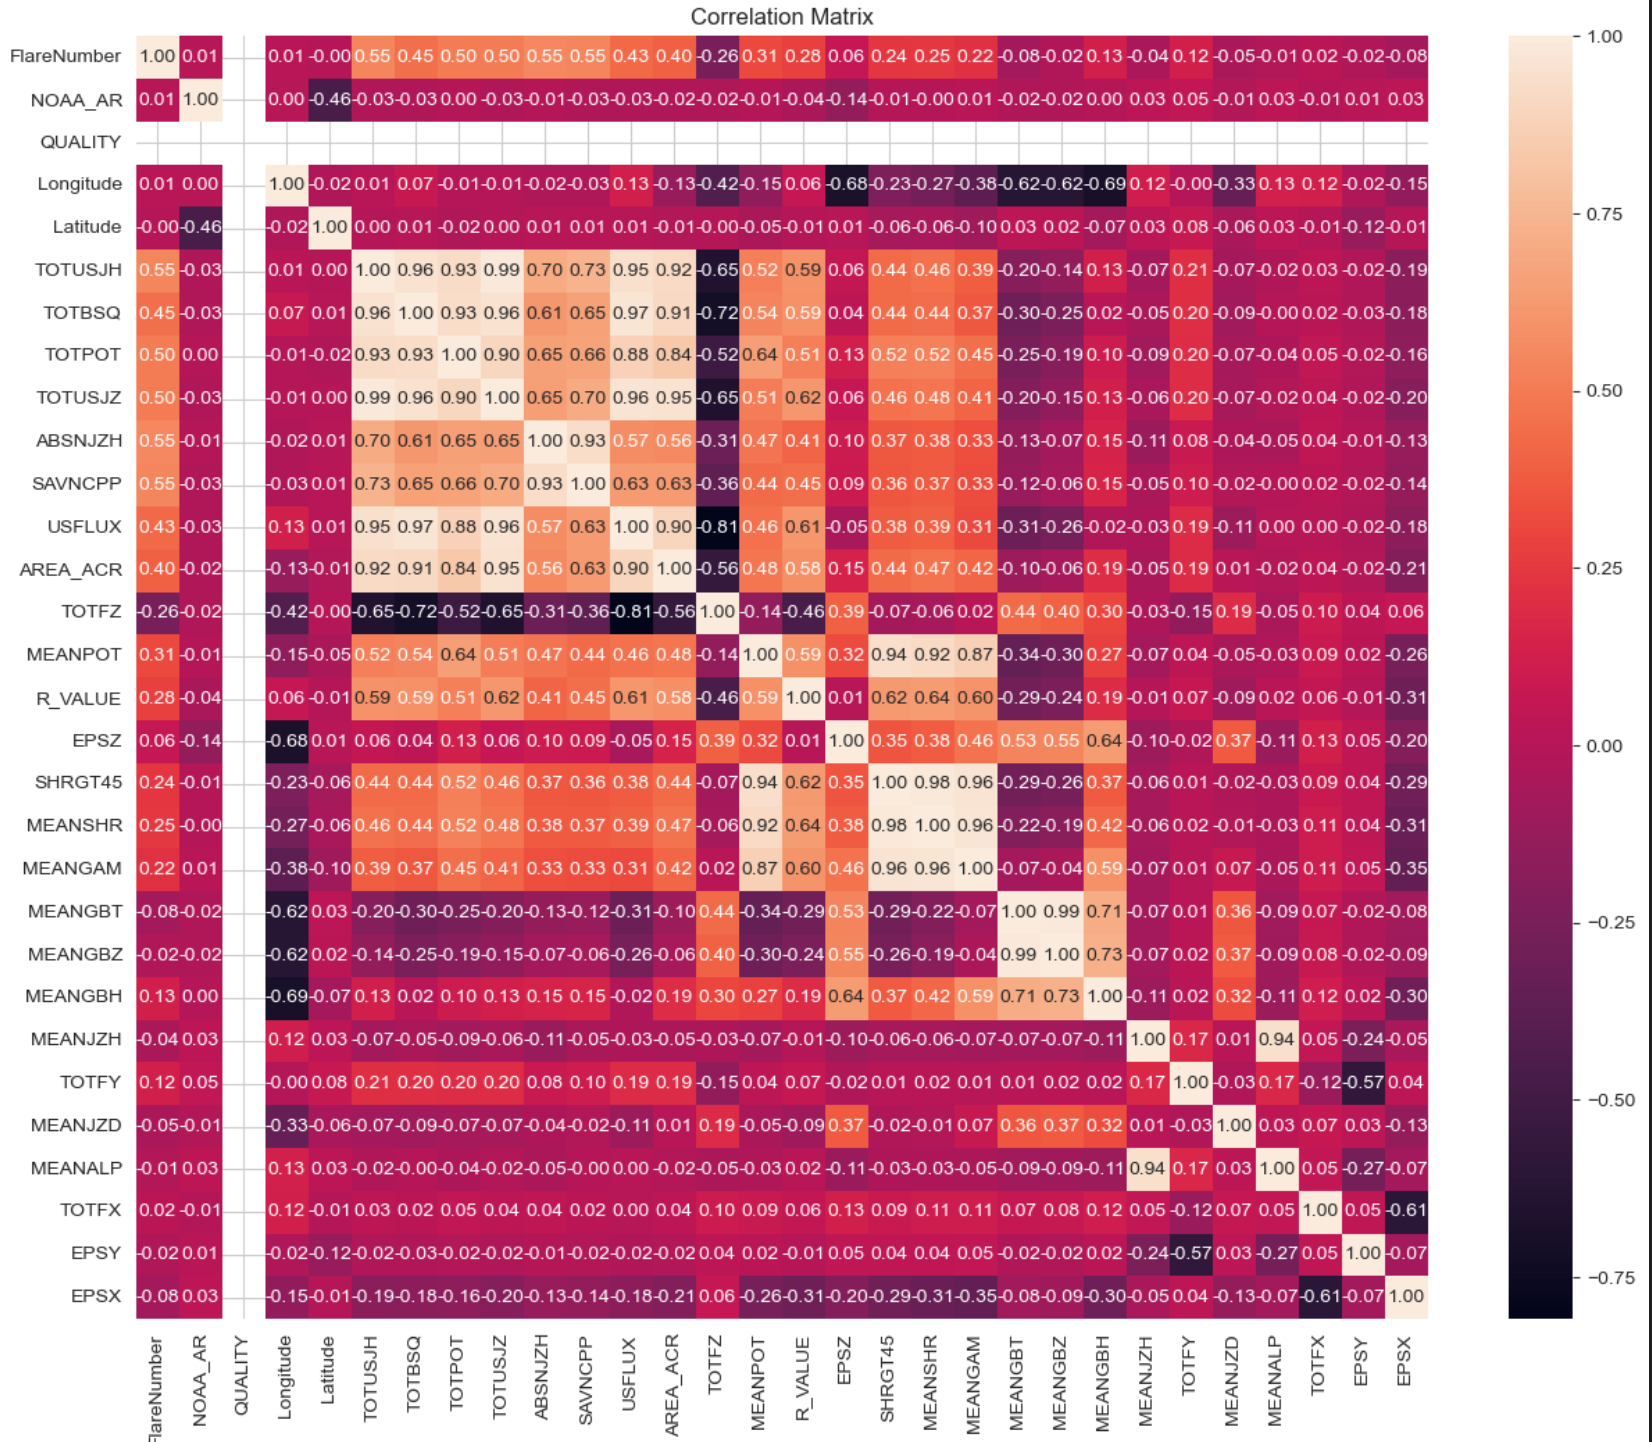 Correlation Matrix
FlareNumber 1.00 0.01 0.01 -0.00 0.55 0.45 0.50 0.50 0.55 0.55 0.43 0.40 -0.26 0.31 0.28 0.06 0.24 0.25 0.22 -0.08 -0.02 0.13 -0.04 0.12 -0.05 -0.01 0.02 -0.02 -0.08 1.00
NOAA_AR 0.01 1.00 0.00 -0.46 -0.03 -0.03 0.00 -0.03 -0.01 -0.03 -0.03 -0.02 -0.02 -0.01 -0.04 -0.14 -0.01 -0.00 0.01 -0.02 -0.02 0.00 0.03 0.05 -0.01 0.03 -0.01 0.01 0.03
QUALITY
Longitude 0.01 0.00 1.00 -0.02 0.01 0.07 -0.01 -0.01 -0.02 -0.03 0.13 -0.13 -0.42 -0.15 0.06 -0.68 -0.23 -0.27 -0.38 -0.62 -0.62 -0.69 0.12 -0.00 -0.33 0.13 0.12 -0.02 -0.15
0.75
Latitude -0.00 -0.46 -0.02 1.00 0.00 0.01 -0.02 0.00 0.01 0.01 0.01 -0.01 -0.00 -0.05 -0.01 0.01 -0.06 -0.06 -0.10 0.03 0.02 -0.07 0.03 0.08 -0.06 0.03 -0.01 -0.12 -0.01
TOTUSJH 0.55 -0.03 0.01 0.00 1.00 0.96 0.93 0.99 0.70 0.73 0.95 0.92 -0.65 0.52 0.59 0.06 0.44 0.46 0.39 -0.20 -0.14 0.13 -0.07 0.21 -0.07 -0.02 0.03 -0.02 -0.19
TOTBSQ 0.45 -0.03 0.07 0.01 0.96 1.00 0.93 0.96 0.61 0.65 0.97 0.91 -0.72 0.54 0.59 0.04 0.44 0.44 0.37 -0.30 -0.25 0.02 -0.05 0.20 -0.09 -0.00 0.02 -0.03 -0.18
TOTPOT 0.50 0.00 -0.01 -0.02 0.93 0.93 1.00 0.90 0.65 0.66 0.88 0.84 -0.52 0.64 0.51 0.13 0.52 0.52 0.45 -0.25 -0.19 0.10 -0.09 0.20 -0.07 -0.04 0.05 -0.02 -0.16
0.50
TOTUSJZ 0.50 -0.03 -0.01 0.00 0.99 0.96 0.90 1.00 0.65 0.70 0.96 0.95 -0.65 0.51 0.62 0.06 0.46 0.48 0.41 -0.20 -0.15 0.13 -0.06 0.20 -0.07 -0.02 0.04 -0.02 -0.20
ABSNJZH 0.55 -0.01 -0.02 0.01 0.70 0.61 0.65 0.65 1.00 0.93 0.57 0.56 -0.31 0.47 0.41 0.10 0.37 0.38 0.33 -0.13 -0.07 0.15 -0.11 0.08 -0.04 -0.05 0.04 -0.01 -0.13
SAVNCPP 0.55 -0.03 -0.03 0.01 0.73 0.65 0.66 0.70 0.93 1.00 0.63 0.63 -0.36 0.44 0.45 0.09 0.36 0.37 0.33 -0.12 -0.06 0.15 -0.05 0.10 -0.02 -0.00 0.02 -0.02 -0.14
USFLUX 0.43 -0.03 0.13 0.01 0.95 0.97 0.88 0.96 0.57 0.63 1.00 0.90 -0.81 0.46 0.61 -0.05 0.38 0.39 0.31 -0.31 -0.26 -0.02 -0.03 0.19 -0.11 0.00 0.00 -0.02 -0.18
AREA_ACR 0.40 -0.02 -0.13 -0.01 0.92 0.91 0.84 0.95 0.56 0.63 0.90 1.00 -0.56 0.48 0.58 0.15 0.44 0.47 0.42 -0.10 -0.06 0.19 -0.05 0.19 0.01 -0.02 0.04 -0.02 -0.21 0.25
TOTFZ -0.26 -0.02 -0.42 -0.00 -0.65 -0.72 -0.52 -0.65 -0.31 -0.36 -0.81 -0.56 1.00 -0.14 -0.46 0.39 -0.07 -0.06 0.02 0.44 0.40 0.30 -0.03 -0.15 0.19 -0.05 0.10 0.04 0.06
MEANPOT 0.31 -0.01 -0.15 -0.05 0.52 0.54 0.64 0.51 0.47 0.44 0.46 0.48 -0.14 1.00 0.59 0.32 0.94 0.92 0.87 -0.34 -0.30 0.27 -0.07 0.04 -0.05 -0.03 0.09 0.02 -0.26
R_VALUE 0.28 -0.04 0.06 -0.01 0.59 0.59 0.51 0.62 0.41 0.45 0.61 0.58 -0.46 0.59 1.00 0.01 0.62 0.64 0.60 -0.29 -0.24 0.19 -0.01 0.07 -0.09 0.02 0.06 -0.01 -0.31
EPSZ 0.06 -0.14 -0.68 0.01 0.06 0.04 0.13 0.06 0.10 0.09 -0.05 0.15 0.39 0.32 0.01 1.00 0.35 0.38 0.46 0.53 0.55 0.64 -0.10 -0.02 0.37 -0.11 0.13 0.05 -0.20 0.00
SHRGT45 0.24 -0.01 -0.23 -0.06 0.44 0.44 0.52 0.46 0.37 0.36 0.38 0.44 -0.07 0.94 0.62 0.35 1.00 0.98 0.96 -0.29 -0.26 0.37 -0.06 0.01 -0.02 -0.03 0.09 0.04 -0.29
MEANSHR 0.25 -0.00 -0.27 -0.06 0.46 0.44 0.52 0.48 0.38 0.37 0.39 0.47 -0.06 0.92 0.64 0.38 0.98 1.00 0.96 -0.22 -0.19 0.42 -0.06 0.02 -0.01 -0.03 0.11 0.04 -0.31
MEANGAM 0.22 0.01 -0.38 -0.10 0.39 0.37 0.45 0.41 0.33 0.33 0.31 0.42 0.02 0.87 0.60 0.46 0.96 0.96 1.00 -0.07 -0.04 0.59 -0.07 0.01 0.07 -0.05 0.11 0.05 -0.35
MEANGBT -0.08 -0.02 -0.62 0.03 -0.20 -0.30 -0.25 -0.20 -0.13 -0.12 -0.31 -0.10 0.44 -0.34 -0.29 0.53 -0.29 -0.22 -0.07 1.00 0.99 0.71 -0.07 0.01 0.36 -0.09 0.07 -0.02 -0.08
−0.25
MEANGBZ -0.02 -0.02 -0.62 0.02 -0.14 -0.25 -0.19 -0.15 -0.07 -0.06 -0.26 -0.06 0.40 -0.30 -0.24 0.55 -0.26 -0.19 -0.04 0.99 1.00 0.73 -0.07 0.02 0.37 -0.09 0.08 -0.02 -0.09
MEANGBH 0.13 0.00 -0.69 -0.07 0.13 0.02 0.10 0.13 0.15 0.15 -0.02 0.19 0.30 0.27 0.19 0.64 0.37 0.42 0.59 0.71 0.73 1.00 -0.11 0.02 0.32 -0.11 0.12 0.02 -0.30
MEANJZH -0.04 0.03 0.12 0.03 -0.07 -0.05 -0.09 -0.06 -0.11 -0.05 -0.03 -0.05 -0.03 -0.07 -0.01 -0.10 -0.06 -0.06 -0.07 -0.07 -0.07 -0.11 1.00 0.17 0.01 0.94 0.05 -0.24 -0.05
TOTFY 0.12 0.05 -0.00 0.08 0.21 0.20 0.20 0.20 0.08 0.10 0.19 0.19 -0.15 0.04 0.07 -0.02 0.01 0.02 0.01 0.01 0.02 0.02 0.17 1.00 -0.03 0.17 -0.12 -0.57 0.04
−0.50
MEANJZD -0.05 -0.01 -0.33 -0.06 -0.07 -0.09 -0.07 -0.07 -0.04 -0.02 -0.11 0.01 0.19 -0.05 -0.09 0.37 -0.02 -0.01 0.07 0.36 0.37 0.32 0.01 -0.03 1.00 0.03 0.07 0.03 -0.13
MEANALP -0.01 0.03 0.13 0.03 -0.02 -0.00 -0.04 -0.02 -0.05 -0.00 0.00 -0.02 -0.05 -0.03 0.02 -0.11 -0.03 -0.03 -0.05 -0.09 -0.09 -0.11 0.94 0.17 0.03 1.00 0.05 -0.27 -0.07
TOTFX 0.02 -0.01 0.12 -0.01 0.03 0.02 0.05 0.04 0.04 0.02 0.00 0.04 0.10 0.09 0.06 0.13 0.09 0.11 0.11 0.07 0.08 0.12 0.05 -0.12 0.07 0.05 1.00 0.05 -0.61
EPSY -0.02 0.01 -0.02 -0.12 -0.02 -0.03 -0.02 -0.02 -0.01 -0.02 -0.02 -0.02 0.04 0.02 -0.01 0.05 0.04 0.04 0.05 -0.02 -0.02 0.02 -0.24 -0.57 0.03 -0.27 0.05 1.00 -0.07
−0.75
EPSX -0.08 0.03 -0.15 -0.01 -0.19 -0.18 -0.16 -0.20 -0.13 -0.14 -0.18 -0.21 0.06 -0.26 -0.31 -0.20 -0.29 -0.31 -0.35 -0.08 -0.09 -0.30 -0.05 0.04 -0.13 -0.07 -0.61 -0.07 1.00
FlareNumber
NOAA_AR
QUALITY
Longitude
Latitude
TOTUSJH
TOTBSQ
TOTPOT
TOTUSJZ
ABSNJZH
SAVNCPP
USFLUX
AREA_ACR
TOTFZ
MEANPOT
R_VALUE
EPSZ
SHRGT45
MEANSHR
MEANGAM
MEANGBT
MEANGBZ
MEANGBH
MEANJZH
TOTFY
MEANJZD
MEANALP
TOTFX
EPSY
EPSX